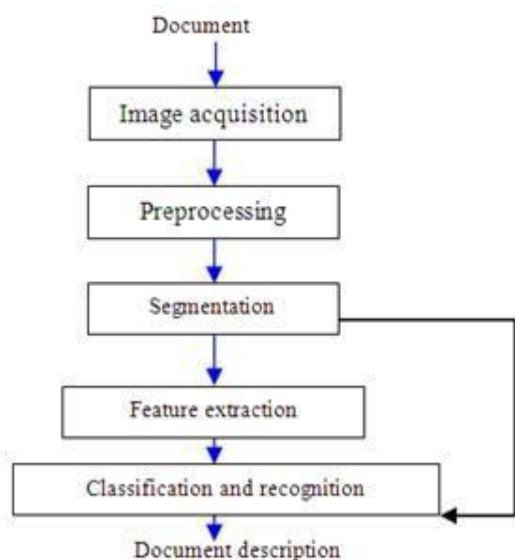 Document
Image acquisition
Preprocessing
Segmentation
Feature extraction
Classification and recognition
Document description